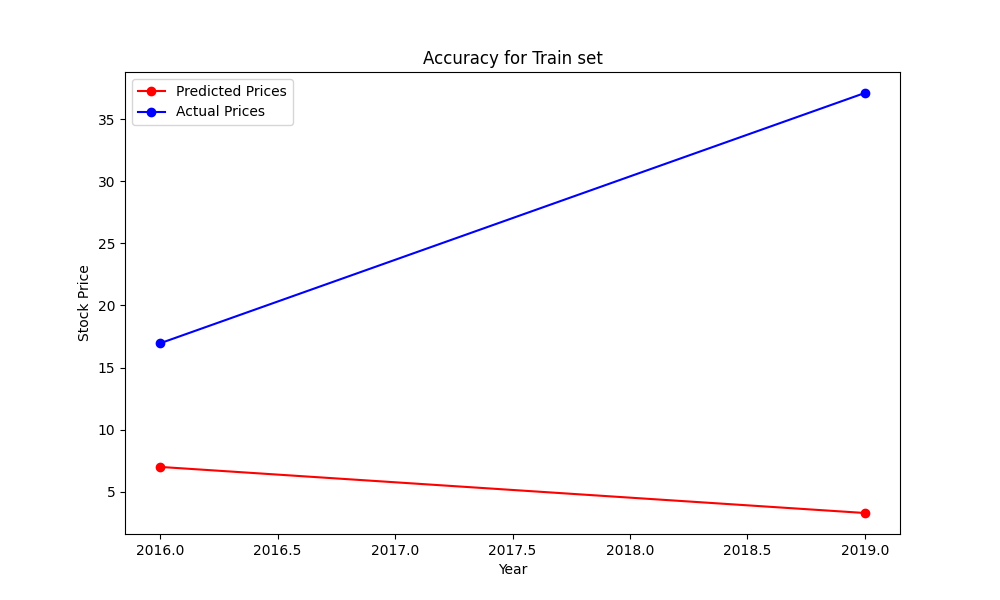 Accuracy for Train set
Predicted Prices
Actual Prices
35
30
25
20
15
10
5
Stock Price
2016.0 2016.5 2017.0 2017.5 2018.0 2018.5 2019.0
Year